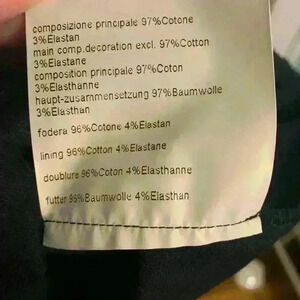 composizione principale 97%Cotone
3%Elastan
main comp.decoration excl. 97%Cotton
3%Elastane
composition principale 97%Coton
3%Elasthanne
haupt-zusammensetzung 97%Baumwolle
3%Elasthan
fodera 96%Cotone 4%Elastan
lining 96%Cotton 4%Elastane
doublure 96%Coton 4%Elasthanne
futter 96%Baumwolle 4%Elasthan